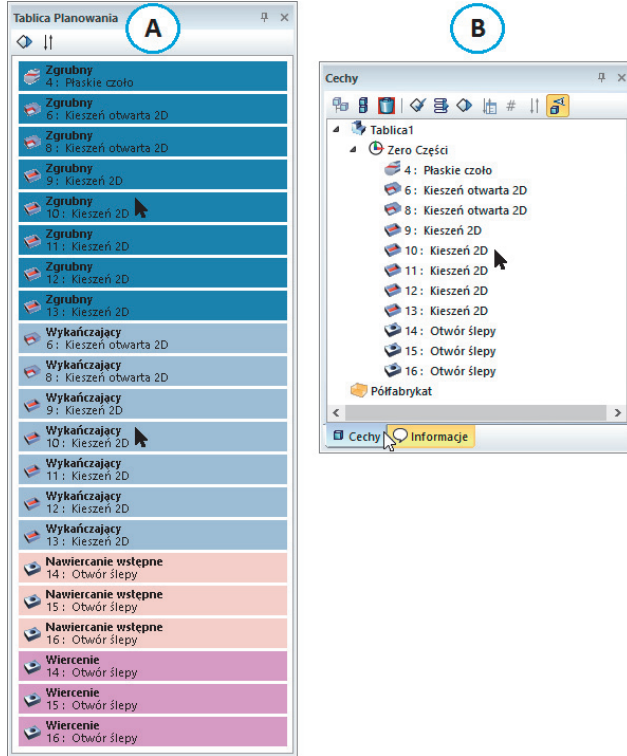 Tablica Planowania
A
Zgrubny
4 : Płaskie czoło
Zgrubny
6 : Kieszeń otwarta 2D
Zgrubny
8 : Kieszeń otwarta 2D
Zgrubny
9 : Kieszeń 2D
Zgrubny
10 : Kieszeń 2D
Zgrubny
11 : Kieszeń 2D
Zgrubny
12 : Kieszeń 2D
Zgrubny
13 : Kieszeń 2D
Wykańczający
6 : Kieszeń otwarta 2D
Wykańczający
8 : Kieszeń otwarta 2D
Wykańczający
9 : Kieszeń 2D
Wykańczający
10 : Kieszeń 2D
Wykańczający
11 : Kieszeń 2D
Wykańczający
12 : Kieszeń 2D
Wykańczający
13 : Kieszeń 2D
Nawiercanie wstępne
14 : Otwór ślepy
Nawiercanie wstępne
15 : Otwór ślepy
Nawiercanie wstępne
16 : Otwór ślepy
Wiercenie
14 : Otwór ślepy
Wiercenie
15 : Otwór ślepy
Wiercenie
16 : Otwór ślepy
B
Cechy
Tablica1
Zero Części
4 : Płaskie czoło
6 : Kieszeń otwarta 2D
8 : Kieszeń otwarta 2D
9 : Kieszeń 2D
10 : Kieszeń 2D
11 : Kieszeń 2D
12 : Kieszeń 2D
13 : Kieszeń 2D
14 : Otwór ślepy
15 : Otwór ślepy
16 : Otwór ślepy
Półfabrykat
Cechy Informacje